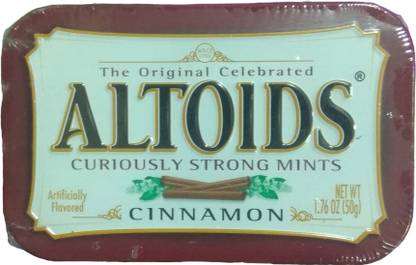 The Original Celebrated
ALTOIDS®
CURIOUSLY STRONG MINTS
Artificially
Flavored
NET WT
1.76 OZ (50g)
CINNAMON